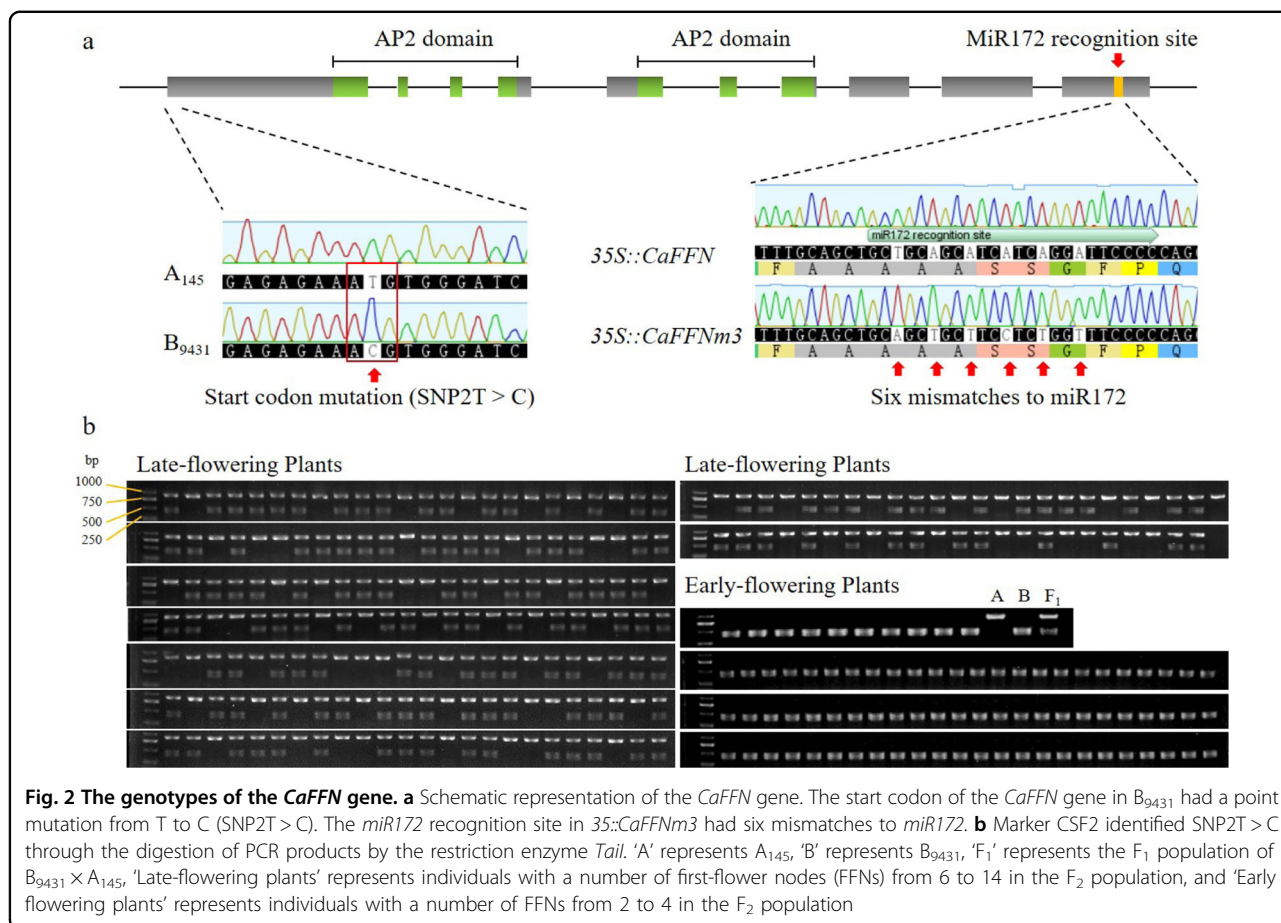 a
AP2 domain
AP2 domain
MiR172 recognition site
A145
GAGAGAAATGTGGGATC
B9431
GAGAGAAACGTGGGATC
Start codon mutation (SNP2T > C)
miR172 recognition site
35S::CaFFN
TTTGCAGCTGCTGCAGCATCATCAGGATTCCCCCAG
F A A A A A S S G F P Q
35S::CaFFNm3
TTTGCAGCTGCAGCTGCTTCCTCTGGTTTCCCCCAG
F A A A A A S S G F P Q
Six mismatches to miR172
b
bp
1000
750
500
250
Late-flowering Plants
Late-flowering Plants
Early-flowering Plants
A B F1
Fig. 2 The genotypes of the CaFFN gene. a Schematic representation of the CaFFN gene. The start codon of the CaFFN gene in B9431 had a point
mutation from T to C (SNP2T > C). The miR172 recognition site in 35::CaFFNm3 had six mismatches to miR172. b Marker CSF2 identified SNP2T > C
through the digestion of PCR products by the restriction enzyme TaiI. ‘A’ represents A145, ‘B’ represents B9431, ‘F1’ represents the F1 population of
B9431 × A145, ‘Late-flowering plants’ represents individuals with a number of first-flower nodes (FFNs) from 6 to 14 in the F2 population, and ‘Early
flowering plants’ represents individuals with a number of FFNs from 2 to 4 in the F2 population